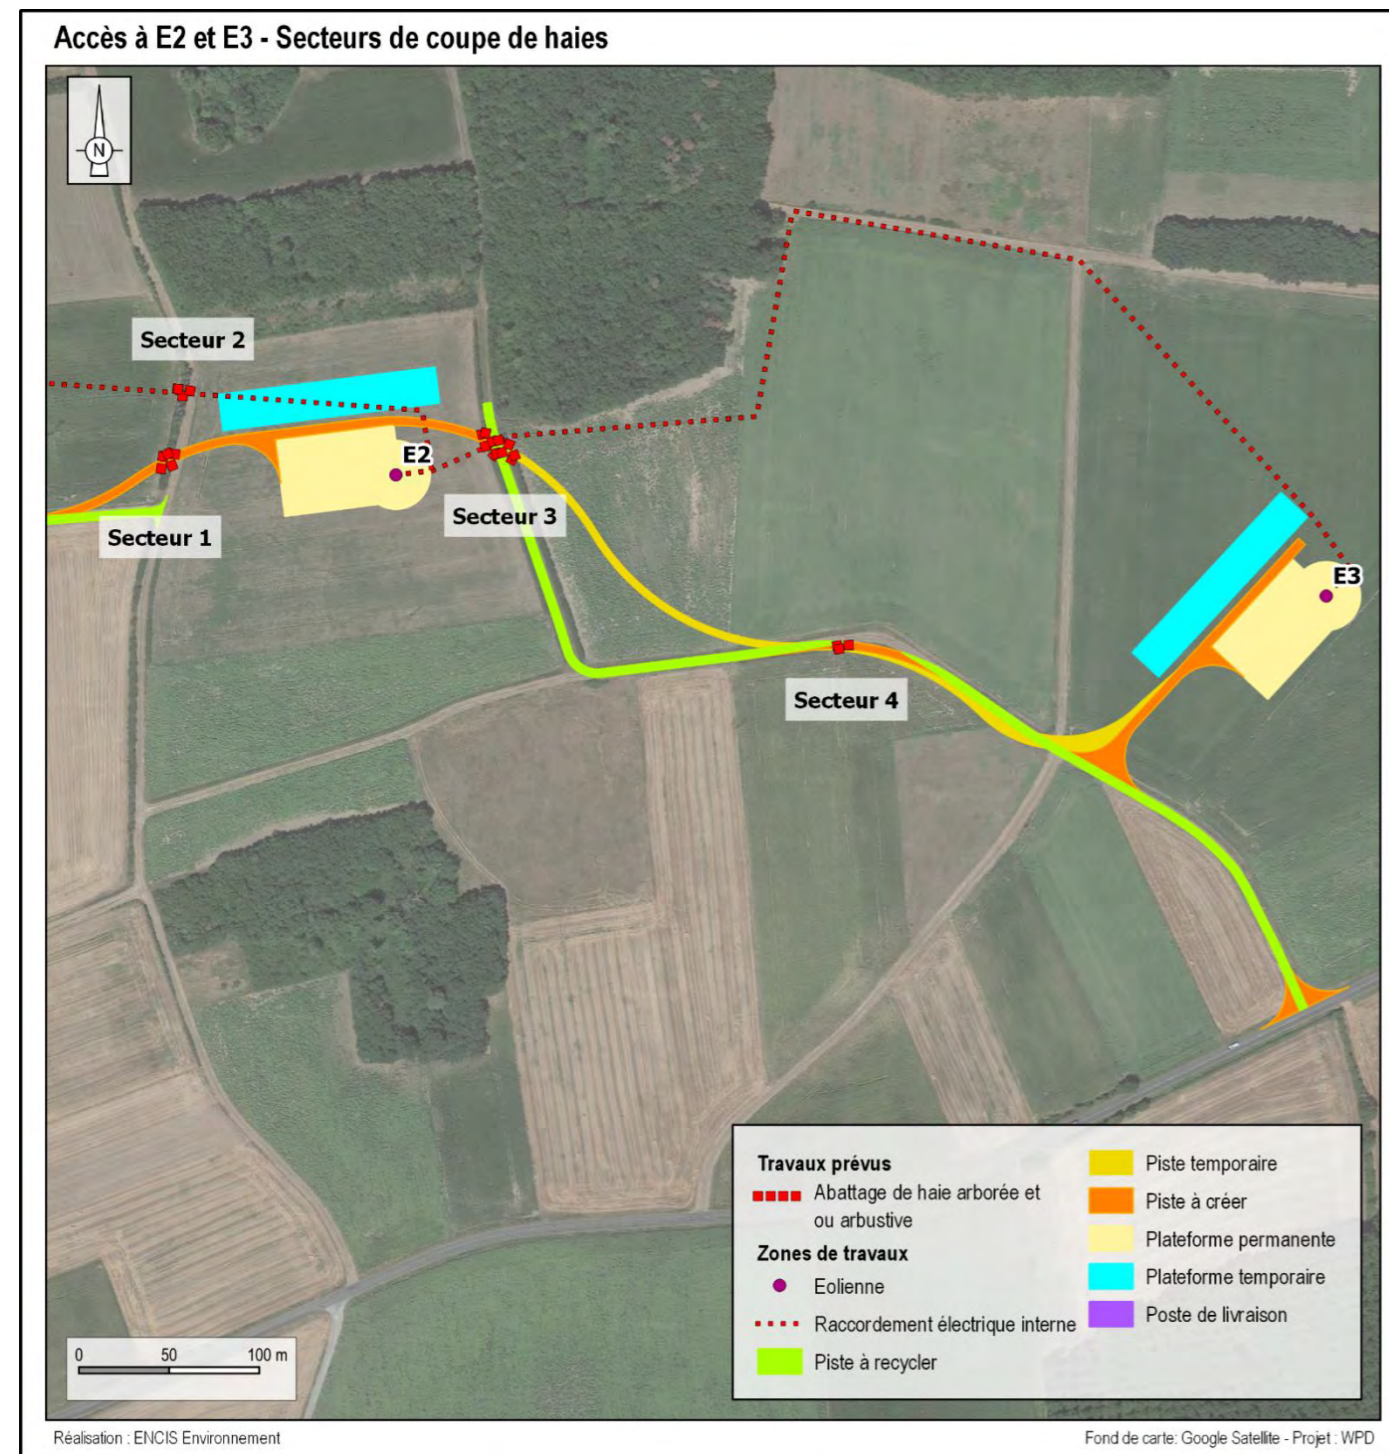 Accès à E2 et E3 - Secteurs de coupe de haies
N
Secteur 2
E2
Secteur 3
Secteur 1
E3
Secteur 4
Travaux prévus
Abattage de haie arborée et
ou arbustive
Zones de travaux
Eolienne
Raccordement électrique interne
Piste à recycler
Piste temporaire
Piste à créer
Plateforme permanente
Plateforme temporaire
Poste de livraison
0 50 100 m
Réalisation : ENCIS Environnement
Fond de carte: Google Satellite - Projet : WPD